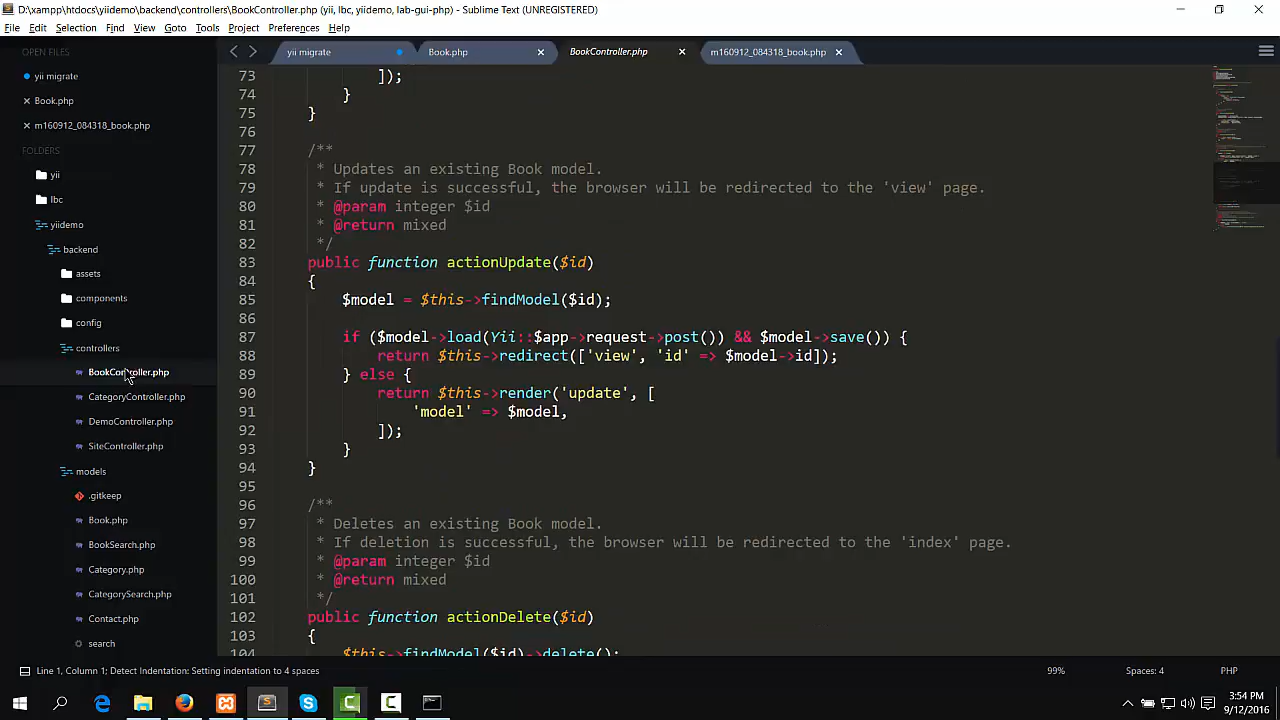 D:\xampp\htdocs\yiidemo\backend\controllers\BookController.php (yii, lbc, yiidemo, lab-gui-php) - Sublime Text (UNREGISTERED)
File Edit Selection Find View Goto Tools Project Preferences Help
OPEN FILES
yii migrate
Book.php
m160912_084318_book.php
FOLDERS
yii
lbc
yiidemo
backend
assets
components
config
controllers
BookController.php
CategoryController.php
DemoController.php
SiteController.php
models
.gitkeep
Book.php
BookSearch.php
Category.php
CategorySearch.php
Contact.php
search
yii migrate Book.php BookController.php m160912_084318_book.php
73 ]);
74 }
75 }
76
77 /**
78 * Updates an existing Book model.
79 * If update is successful, the browser will be redirected to the 'view' page.
80 * @param integer $id
81 * @return mixed
82 */
83 public function actionUpdate($id)
84 {
85 $model = $this->findModel($id);
86
87 if ($model->load(Yii::$app->request->post()) && $model->save()) {
88 return $this->redirect(['view', 'id' => $model->id]);
89 } else {
90 return $this->render('update', [
91 'model' => $model,
92 ]);
93 }
94 }
95
96 /**
97 * Deletes an existing Book model.
98 * If deletion is successful, the browser will be redirected to the 'index' page.
99 * @param integer $id
100 * @return mixed
101 */
102 public function actionDelete($id)
103 {
104 $this->findModel($id)->delete();
Line 1, Column 1; Detect Indentation: Setting indentation to 4 spaces 99% Spaces: 4 PHP
3:54 PM
9/12/2016